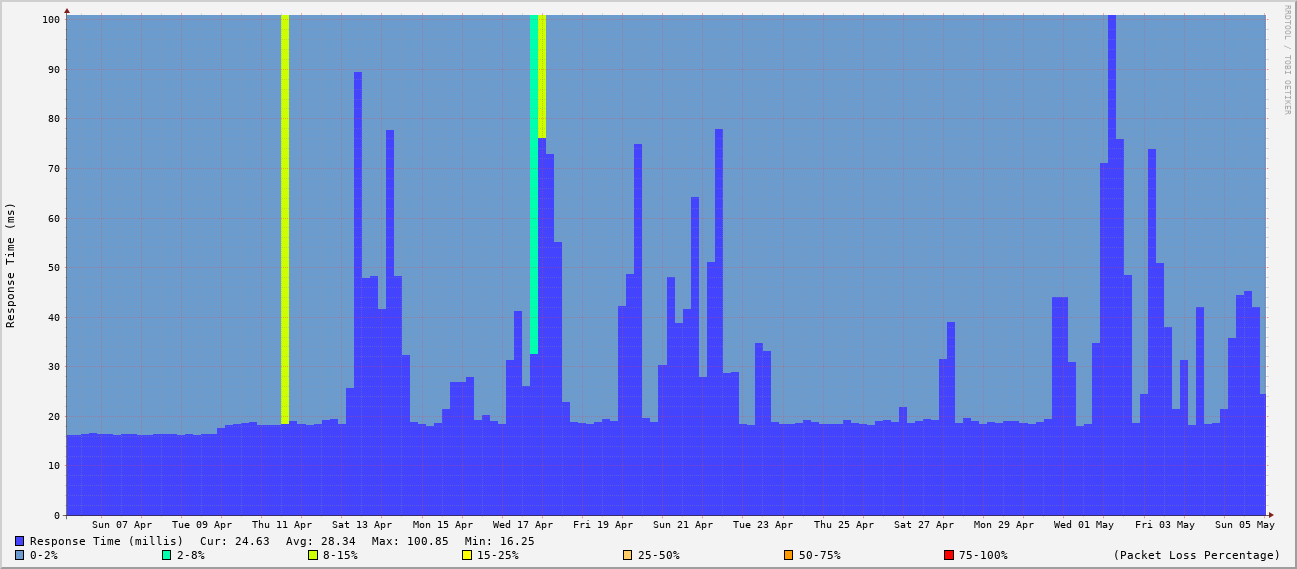 RRDTOOL / TOBI OETIKER
Response Time (ms)
100
90
80
70
60
50
40
30
20
10
0
Sun 07 Apr Tue 09 Apr Thu 11 Apr Sat 13 Apr Mon 15 Apr Wed 17 Apr Fri 19 Apr Sun 21 Apr Tue 23 Apr Thu 25 Apr Sat 27 Apr Mon 29 Apr Wed 01 May Fri 03 May Sun 05 May
Response Time (millis) Cur: 24.63 Avg: 28.34 Max: 100.85 Min: 16.25
0-2% 2-8% 8-15% 15-25% 25-50% 50-75% 75-100% (Packet Loss Percentage)